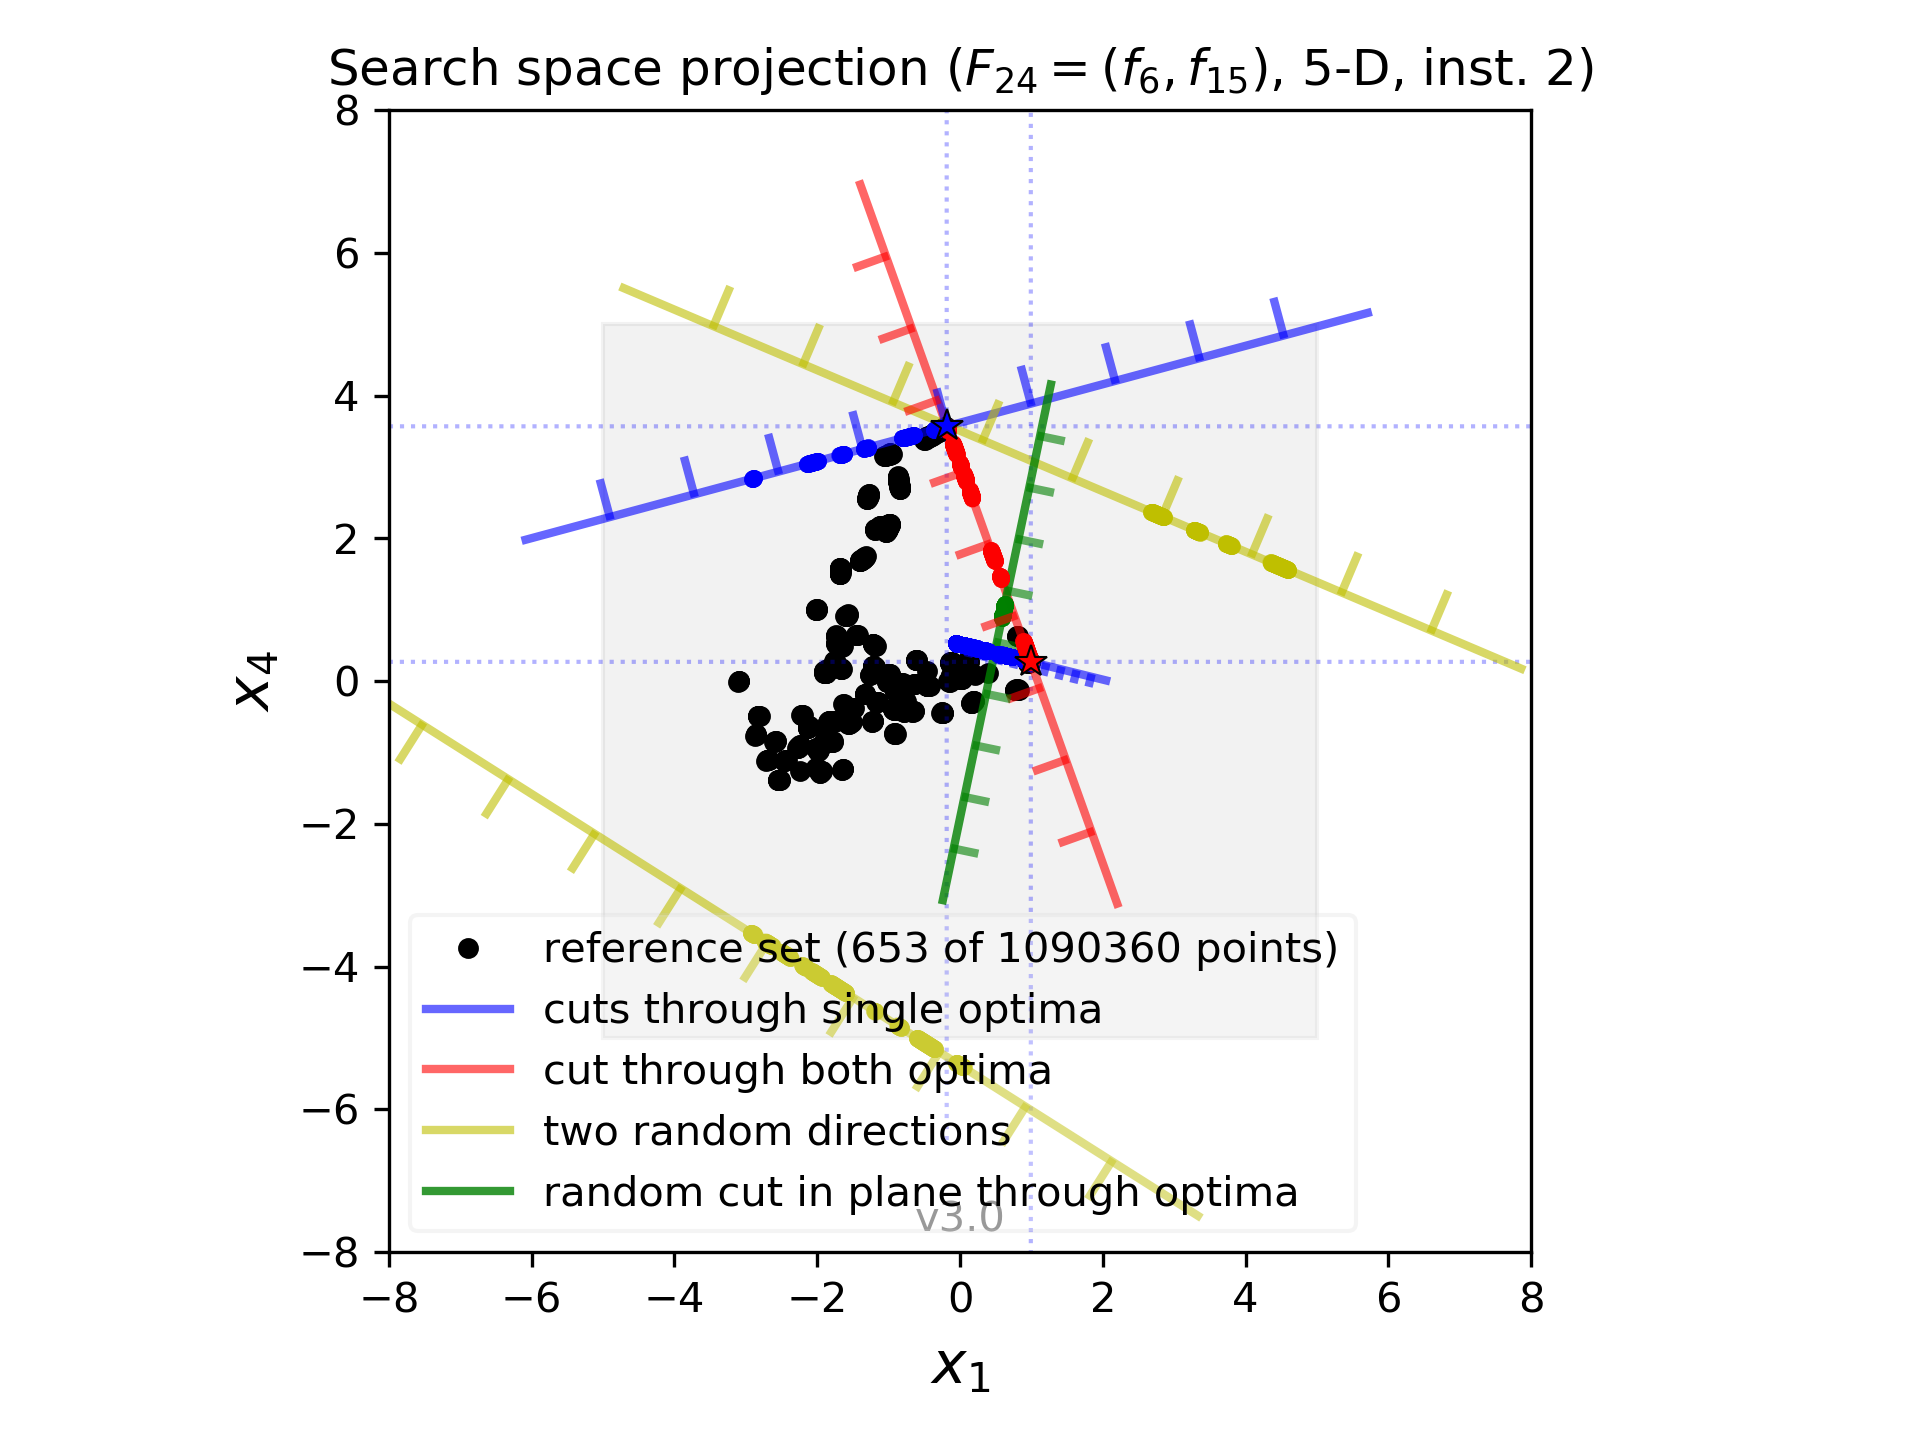 Search space projection (F₂₄ = (f₆, f₁₅), 5-D, inst. 2)
8
6
4
2
0
−2
−4
−6
−8
x₄
reference set (653 of 1090360 points)
cuts through single optima
cut through both optima
two random directions
random cut in plane through optima
v3.0
−8 −6 −4 −2 0 2 4 6 8
x₁